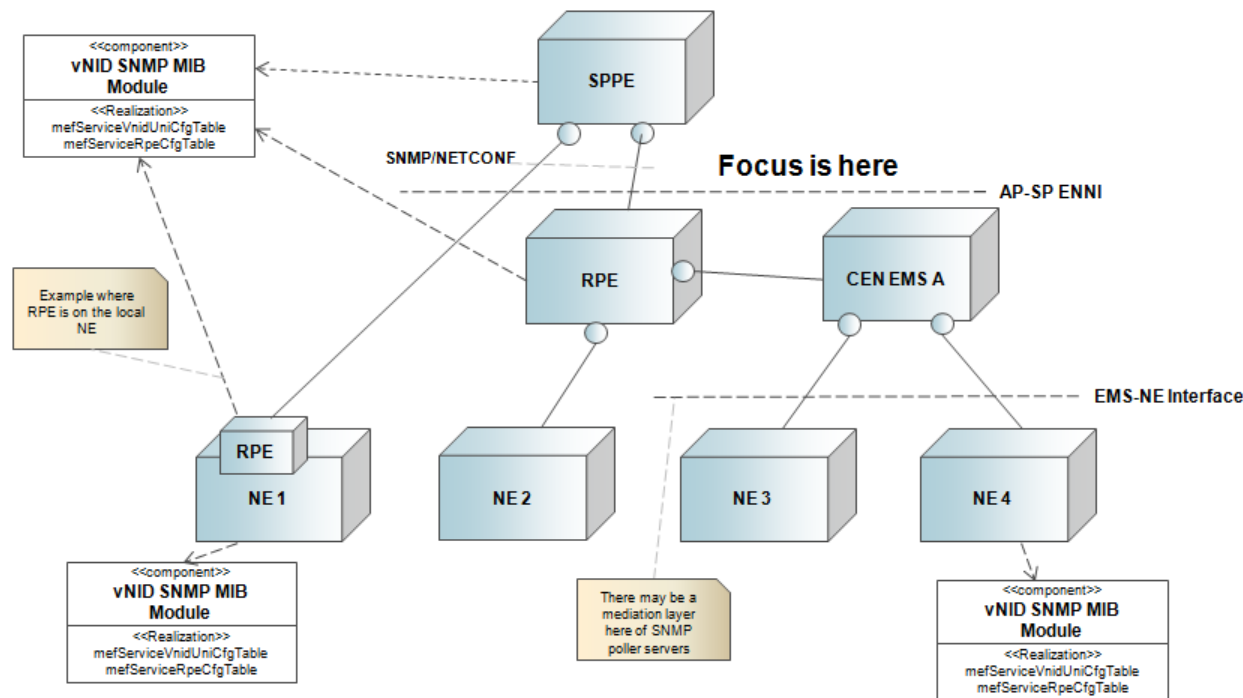 <<component>>
vNID SNMP MIB
Module
<<Realization>>
mefServiceVnidUniCfgTable
mefServiceRpeCfgTable
SPPE
SNMP/NETCONF
Focus is here
AP-SP ENNI
RPE
CEN EMS A
Example where
RPE is on the local
NE
EMS-NE Interface
RPE
NE 1
NE 2
NE 3
NE 4
<<component>>
vNID SNMP MIB
Module
<<Realization>>
mefServiceVnidUniCfgTable
mefServiceRpeCfgTable
There may be a
mediation layer
here of SNMP
poller servers
<<component>>
vNID SNMP MIB
Module
<<Realization>>
mefServiceVnidUniCfgTable
mefServiceRpeCfgTable